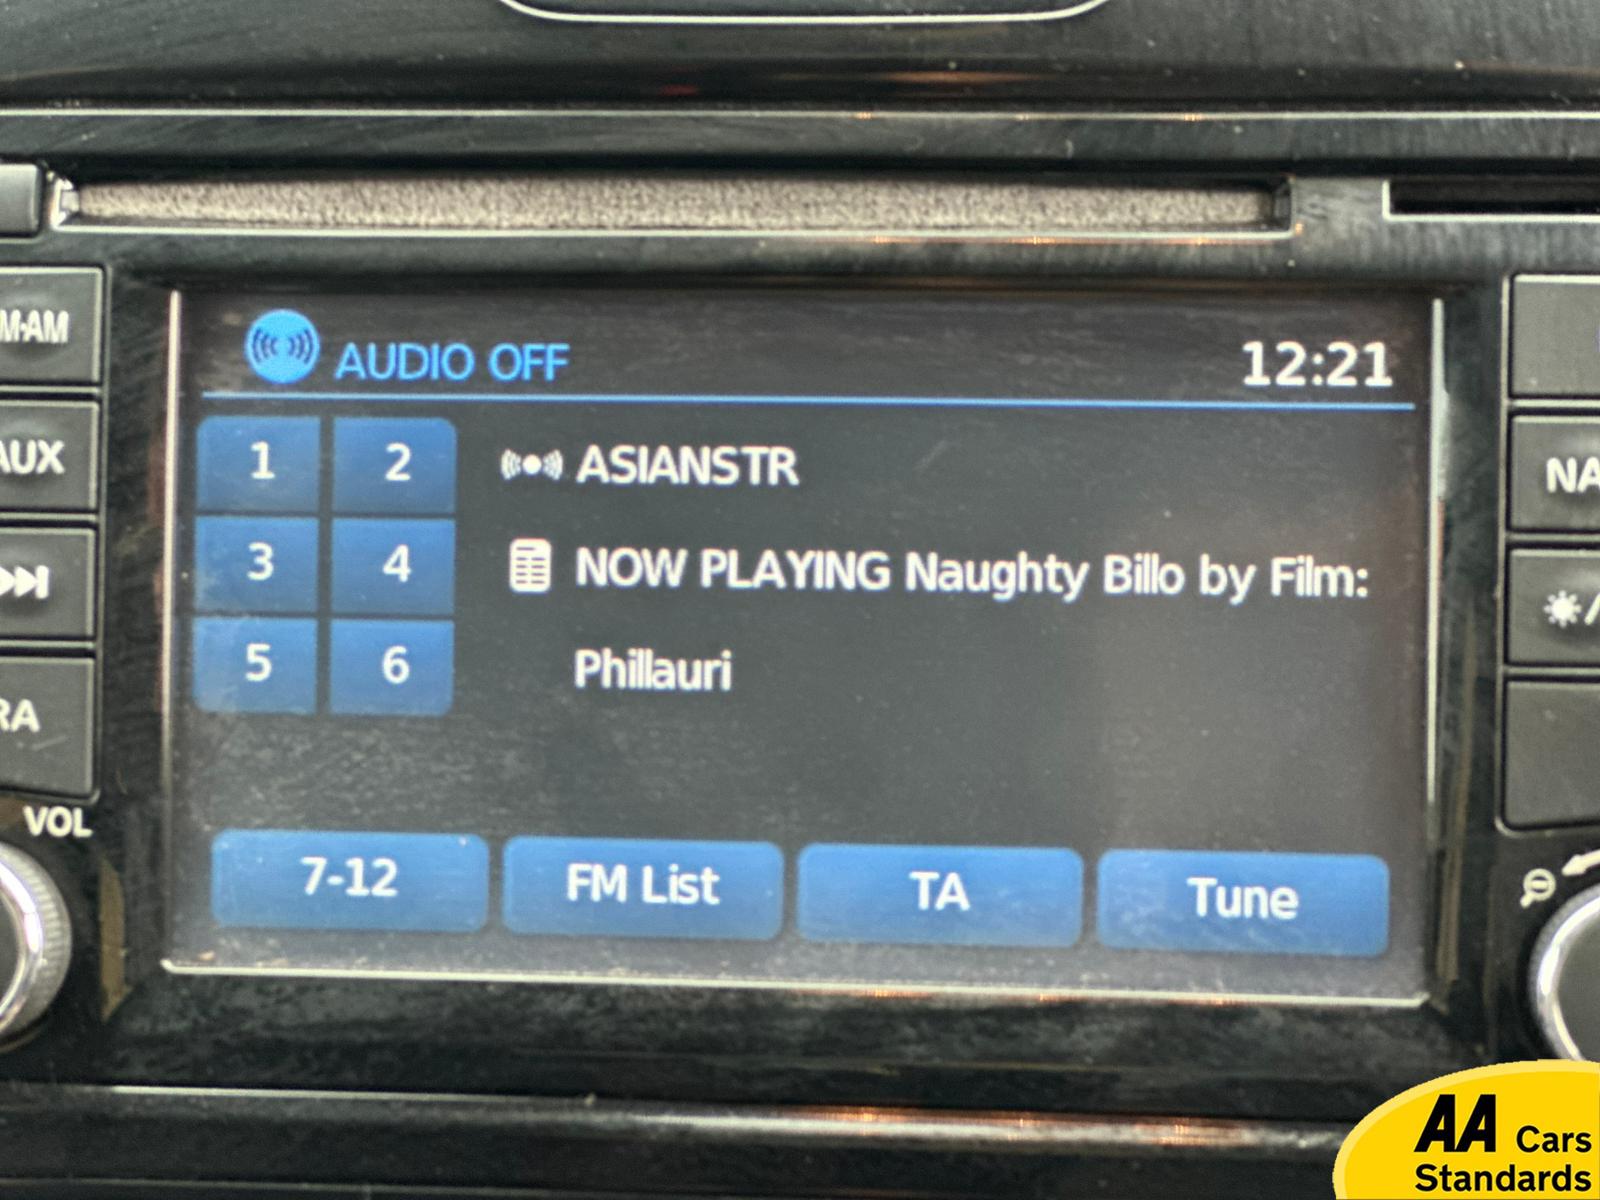 AUDIO OFF
12:21
1 2
ASIANSTR
3 4
NOW PLAYING Naughty Billo by Film:
5 6
Phillauri
7-12
FM List
TA
Tune
M·AM
AUX
RA
VOL
NA
AA Cars
Standards